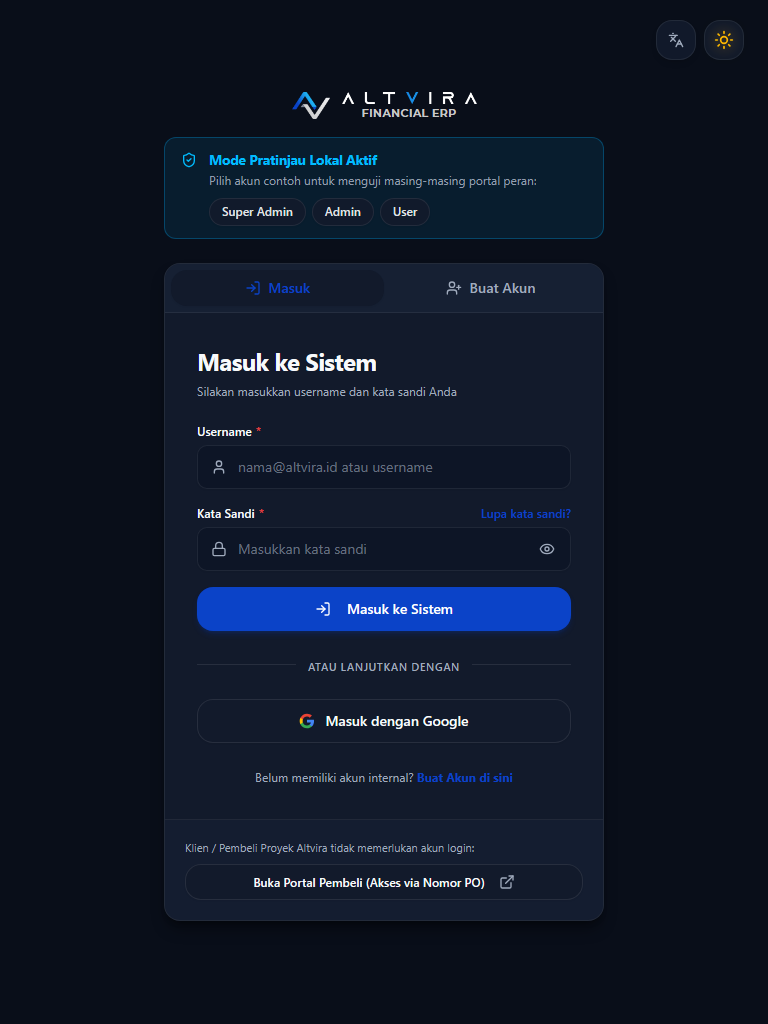 ALTVIRA
FINANCIAL ERP
Mode Pratinjau Lokal Aktif
Pilih akun contoh untuk menguji masing-masing portal peran:
Super Admin Admin User
Masuk Buat Akun
Masuk ke Sistem
Silakan masukkan username dan kata sandi Anda
Username *
nama@altvira.id atau username
Kata Sandi * Lupa kata sandi?
Masukkan kata sandi
Masuk ke Sistem
ATAU LANJUTKAN DENGAN
Masuk dengan Google
Belum memiliki akun internal? Buat Akun di sini
Klien / Pembeli Proyek Altvira tidak memerlukan akun login:
Buka Portal Pembeli (Akses via Nomor PO)